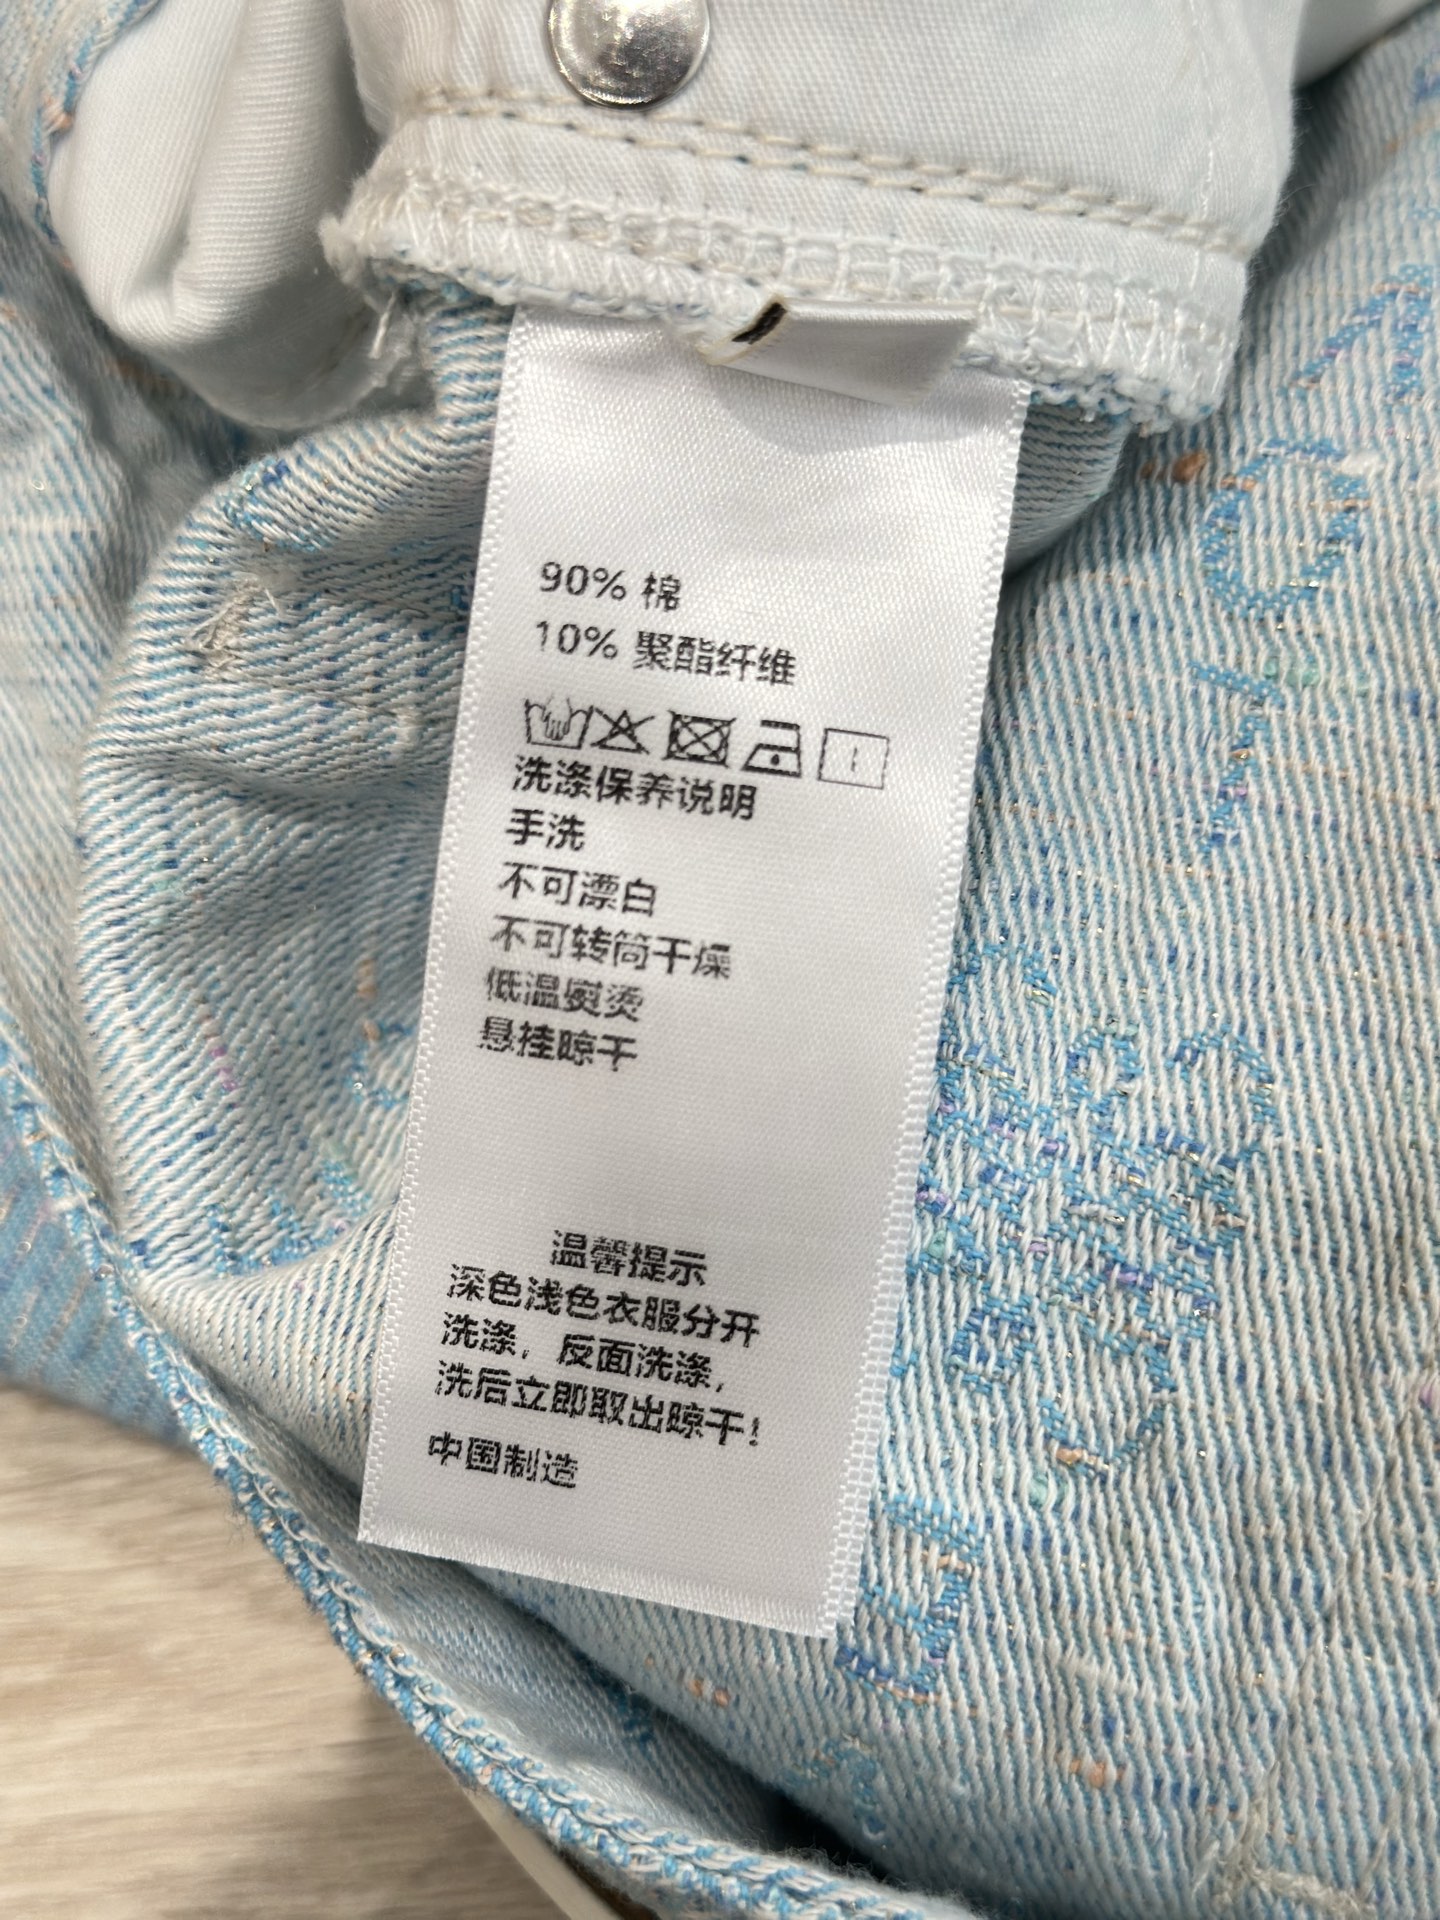 90% 棉
10% 聚酯纤维
洗涤保养说明
手洗
不可漂白
不可转筒干燥
低温熨烫
悬挂晾干
温馨提示
深色浅色衣服分开
洗涤，反面洗涤，
洗后立即取出晾干！
中国制造